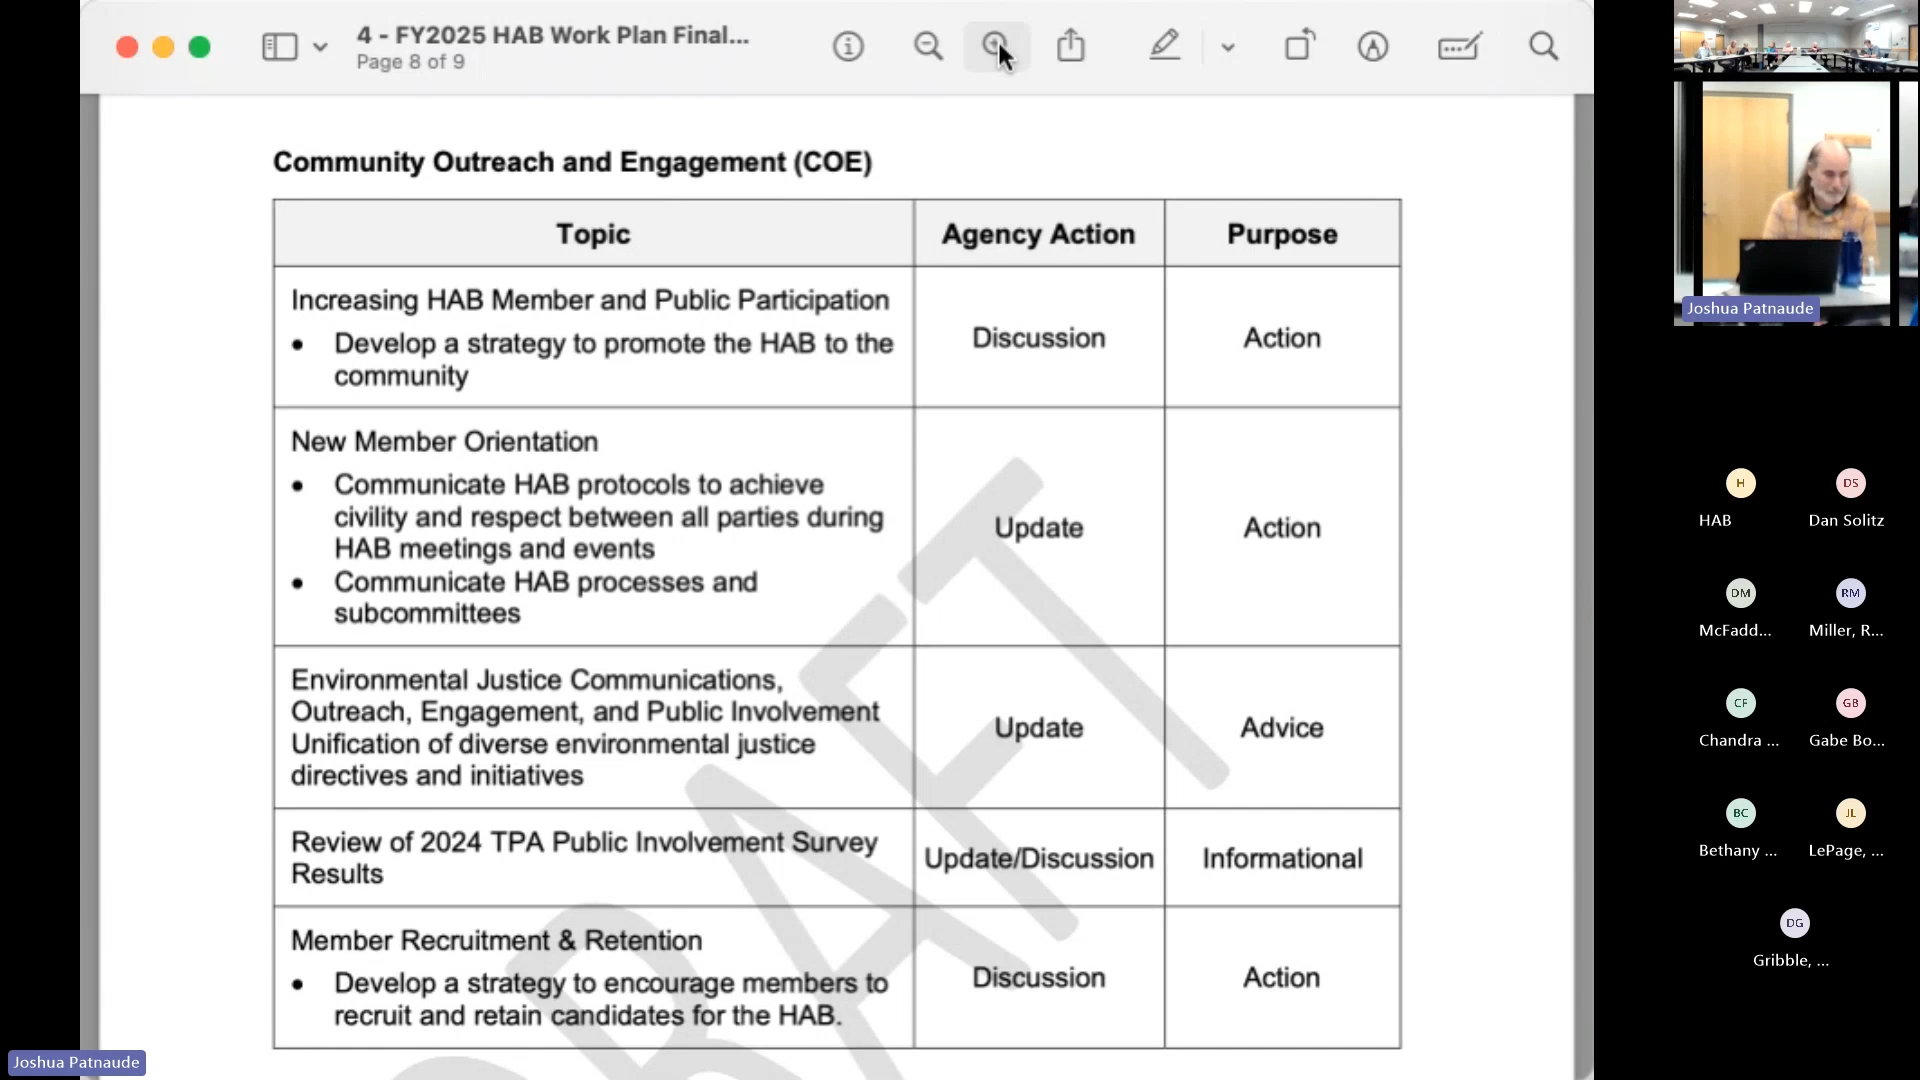 4 - FY2025 HAB Work Plan Final...
Page 8 of 9
Community Outreach and Engagement (COE)
Topic
Agency Action
Purpose
Increasing HAB Member and Public Participation
• Develop a strategy to promote the HAB to the
community
Discussion
Action
New Member Orientation
• Communicate HAB protocols to achieve
civility and respect between all parties during
HAB meetings and events
• Communicate HAB processes and
subcommittees
Update
Action
Environmental Justice Communications,
Outreach, Engagement, and Public Involvement
Unification of diverse environmental justice
directives and initiatives
Update
Advice
Review of 2024 TPA Public Involvement Survey
Results
Update/Discussion
Informational
Member Recruitment & Retention
• Develop a strategy to encourage members to
recruit and retain candidates for the HAB.
Discussion
Action
DRAFT
Joshua Patnaude
Joshua Patnaude
H
HAB
DS
Dan Solitz
DM
McFadd...
RM
Miller, R...
CF
Chandra ...
GB
Gabe Bo...
BC
Bethany ...
JL
LePage, ...
DG
Gribble, ...